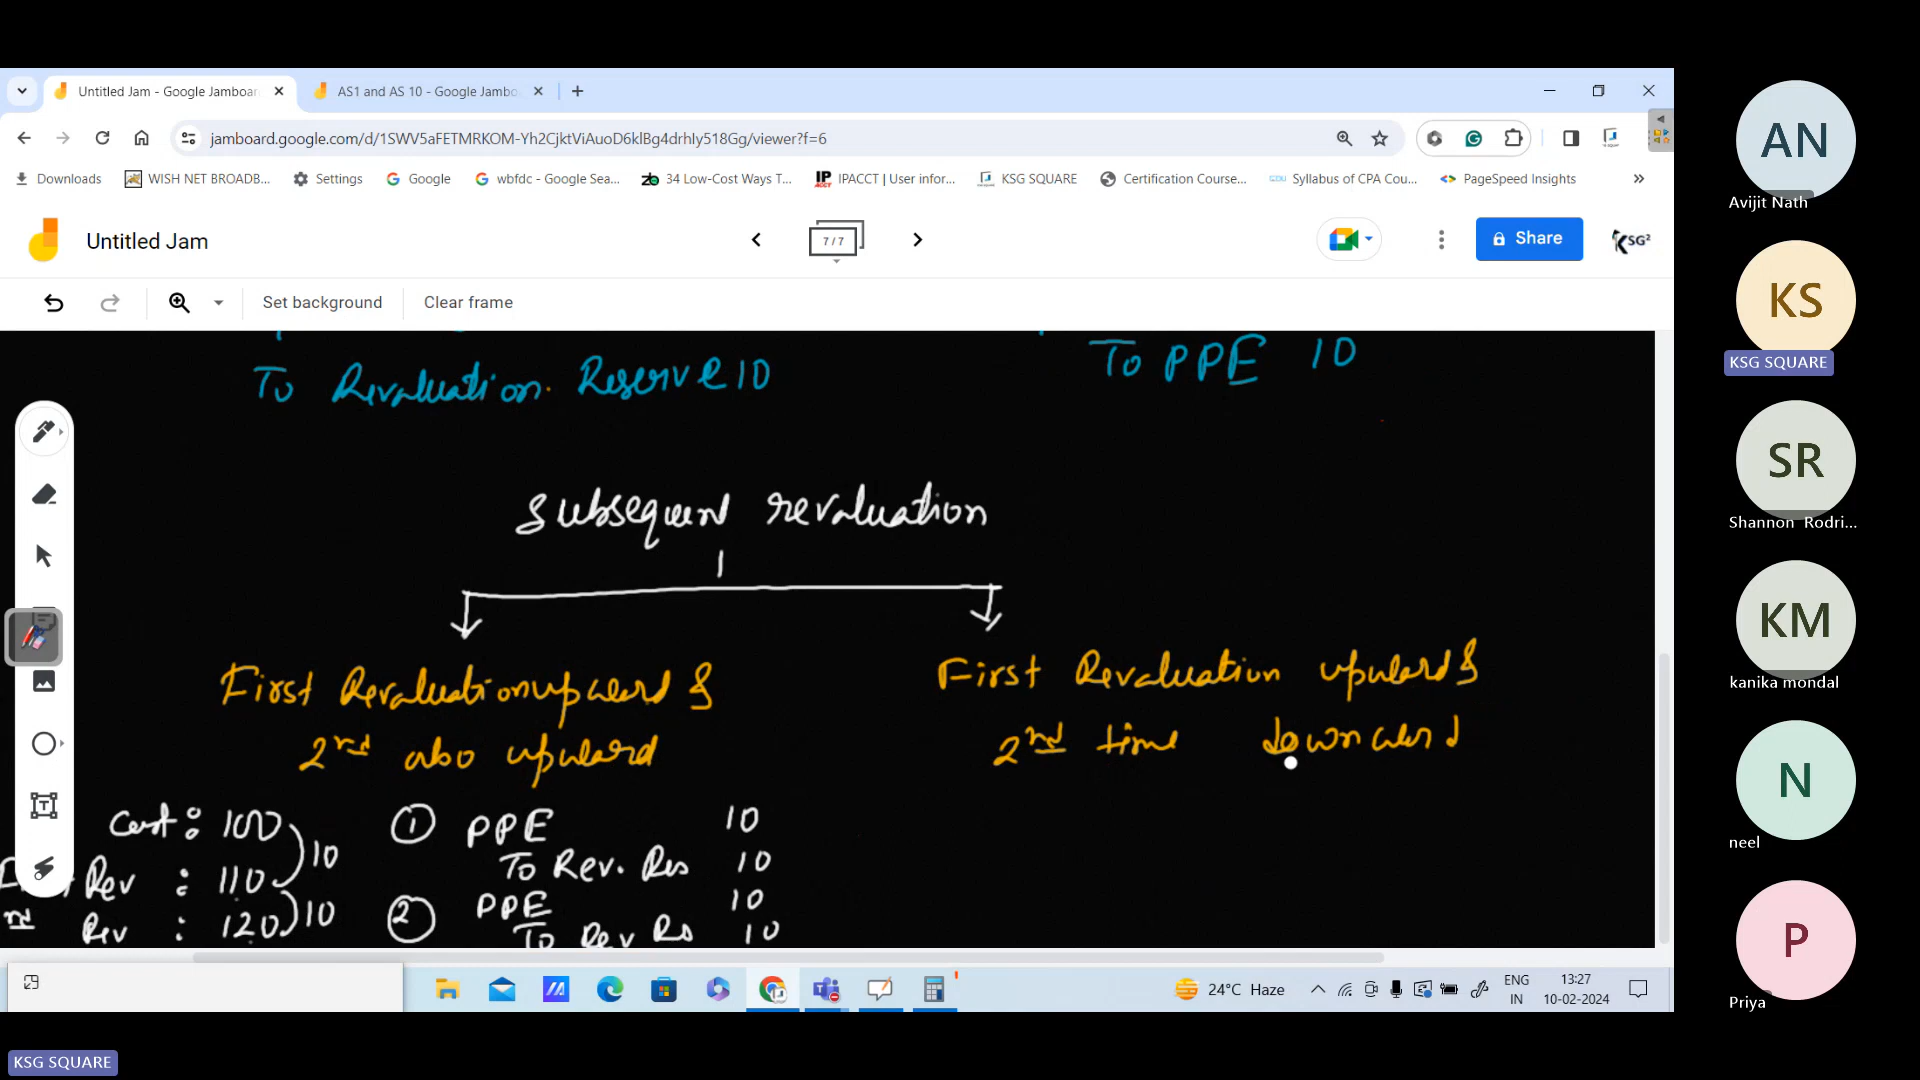 Untitled Jam - Google Jamboar
AS1 and AS 10 - Google Jambo
jamboard.google.com/d/1SWV5aFETMRKOM-Yh2CjktViAuoD6klBg4drhIy518Gg/viewer?f=6
Downloads
WISH NET BROADB...
Settings
Google
wbfdc - Google Sea...
34 Low-Cost Ways T...
IPACCT | User infor...
KSG SQUARE
Certification Course...
Syllabus of CPA Cou...
PageSpeed Insights
Untitled Jam
7 / 7
Share
KSG²
Set background
Clear frame
To Revaluation Reserve 10
To PPE 10
Subsequent revaluation
First Revaluation upward &
2nd also upward
First Revaluation upward &
2nd time downward
Cost : 100
10
① PPE 10
To Rev. Res 10
Rev : 110
② PPE 10
Rev : 120
10
To Rev Rs 10
24°C Haze
ENG
IN
13:27
10-02-2024
AN
Avijit Nath
KS
KSG SQUARE
SR
Shannon Rodri...
KM
kanika mondal
N
neel
P
Priya
KSG SQUARE